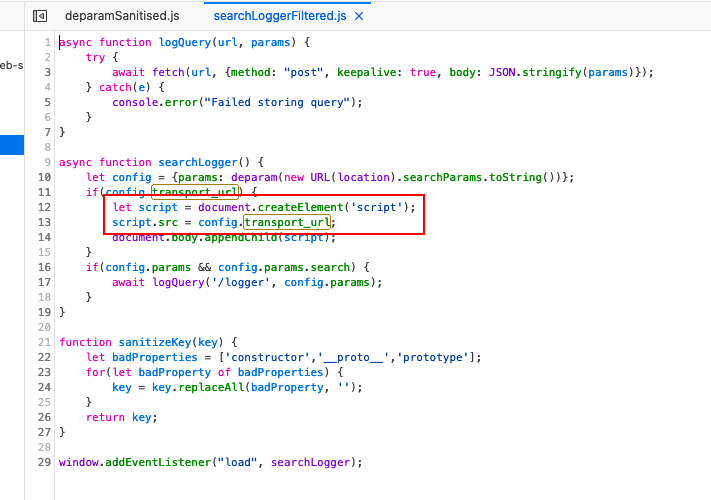 deparamSanitised.js searchLoggerFiltered.js ×
eb-s
1 async function logQuery(url, params) {
2     try {
3         await fetch(url, {method: "post", keepalive: true, body: JSON.stringify(params)});
4     } catch(e) {
5         console.error("Failed storing query");
6     }
7 }
8
9 async function searchLogger() {
10     let config = {params: deparam(new URL(location).searchParams.toString())};
11     if(config.transport_url) {
12         let script = document.createElement('script');
13         script.src = config.transport_url;
14         document.body.appendChild(script);
15     }
16     if(config.params && config.params.search) {
17         await logQuery('/logger', config.params);
18     }
19 }
20
21 function sanitizeKey(key) {
22     let badProperties = ['constructor','__proto__','prototype'];
23     for(let badProperty of badProperties) {
24         key = key.replaceAll(badProperty, '');
25     }
26     return key;
27 }
28
29 window.addEventListener("load", searchLogger);